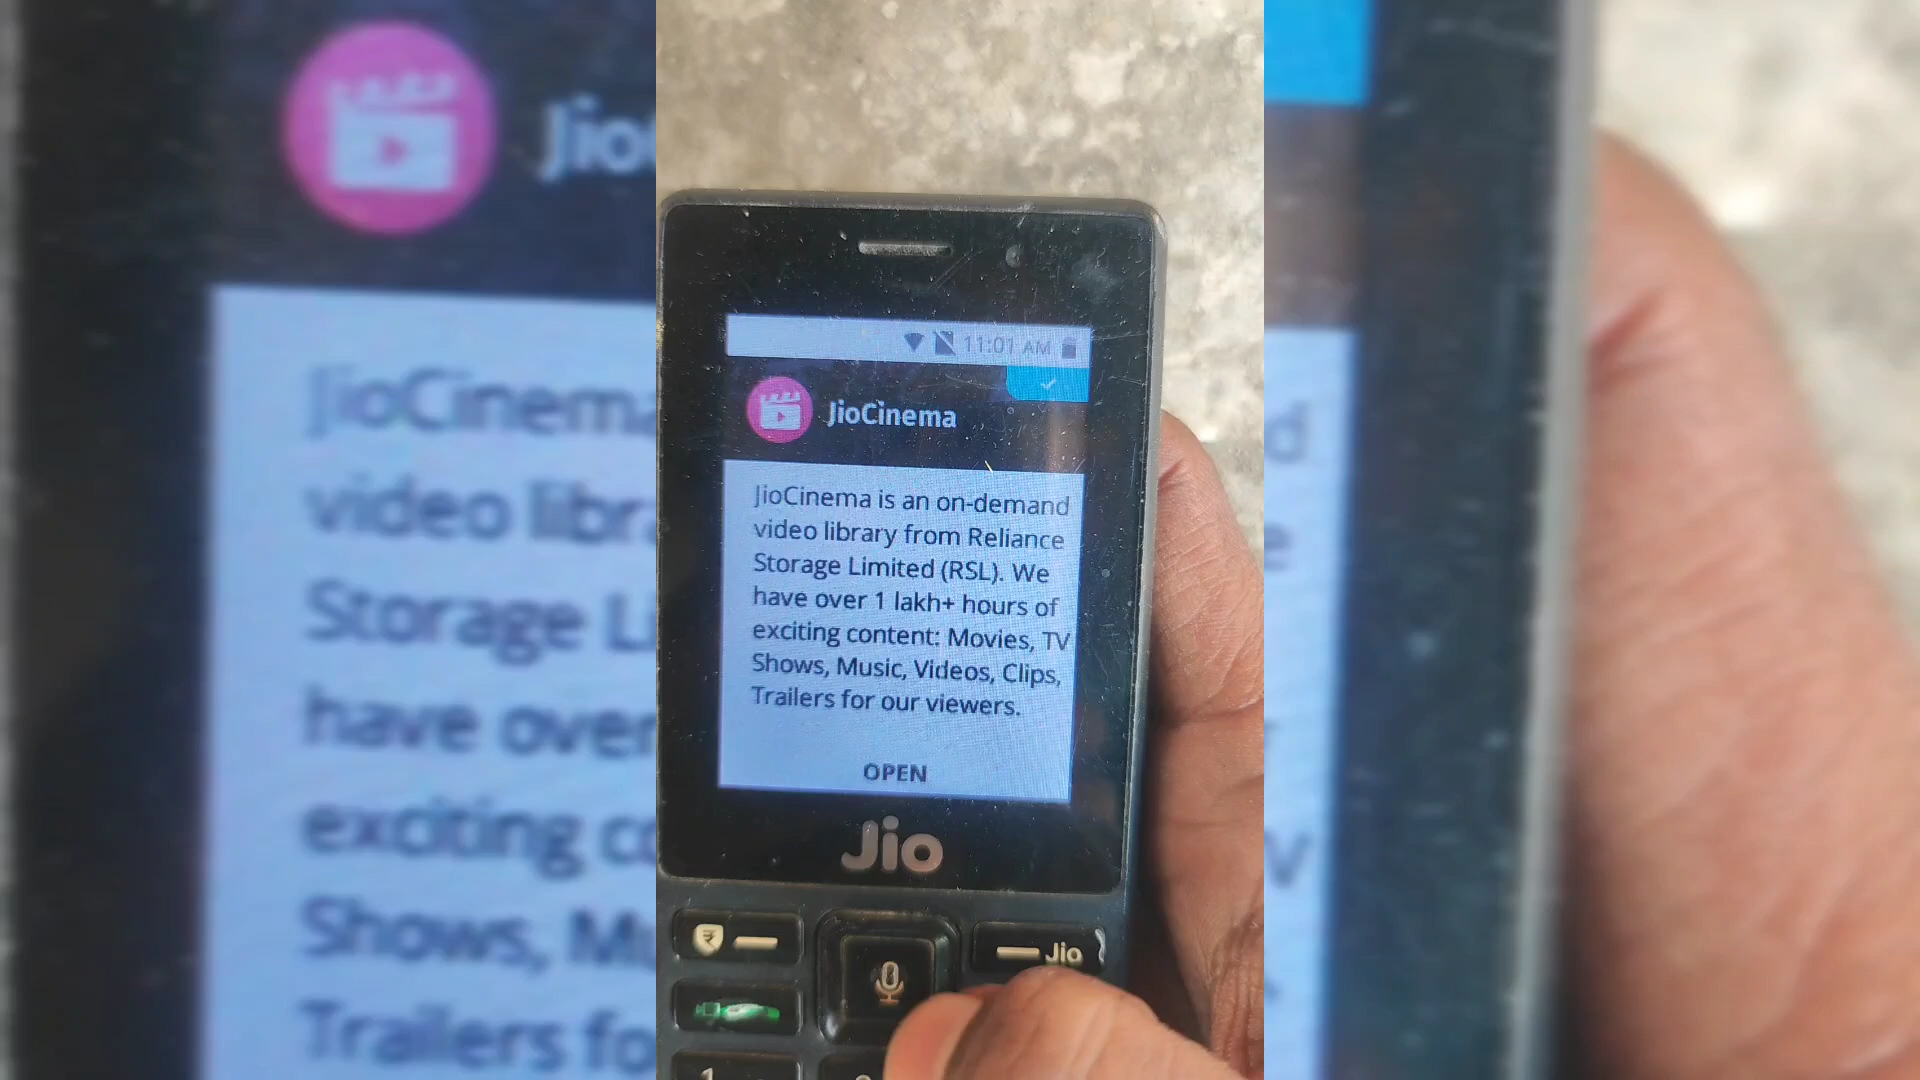 11:01 AM
JioCinema
JioCinema is an on-demand
video library from Reliance
Storage Limited (RSL). We
have over 1 lakh+ hours of
exciting content: Movies, TV
Shows, Music, Videos, Clips,
Trailers for our viewers.
OPEN
Jio
Jio
1